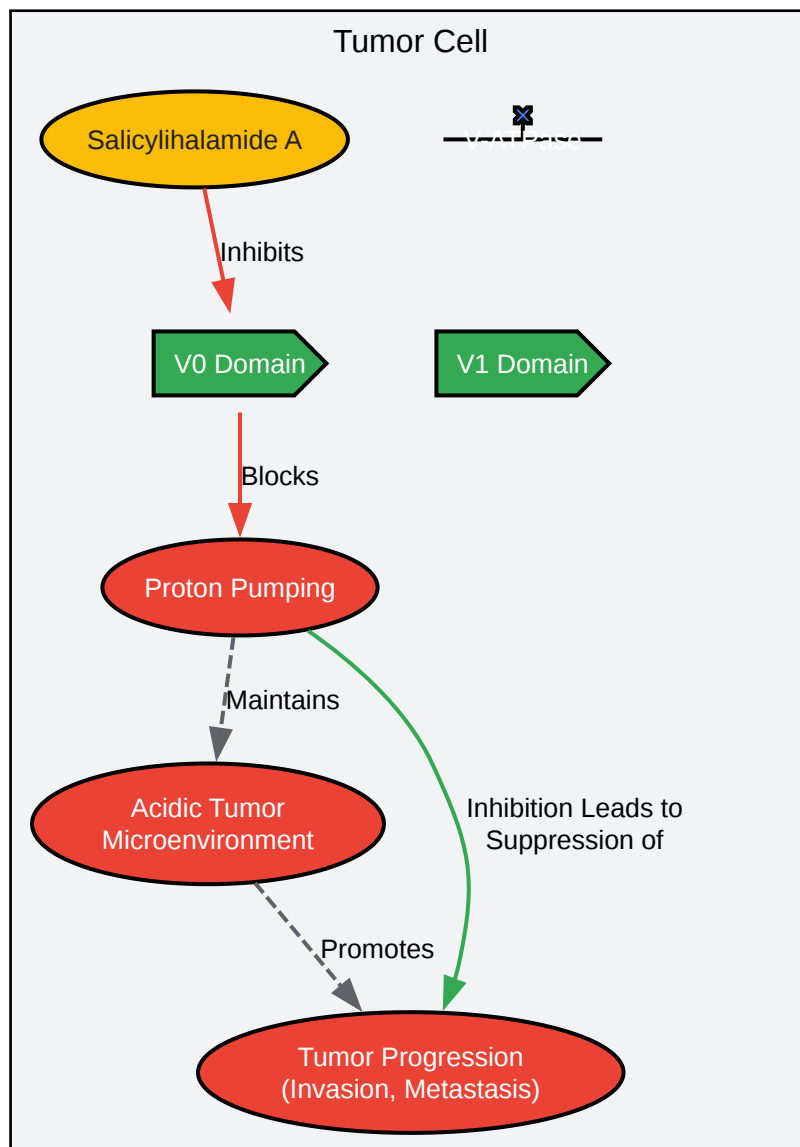 Tumor Cell
Salicylihalamide A
V-ATPase
Inhibits
V0 Domain
V1 Domain
Blocks
Proton Pumping
Maintains
Acidic Tumor
Microenvironment
Inhibition Leads to
Suppression of
Promotes
Tumor Progression
(Invasion, Metastasis)